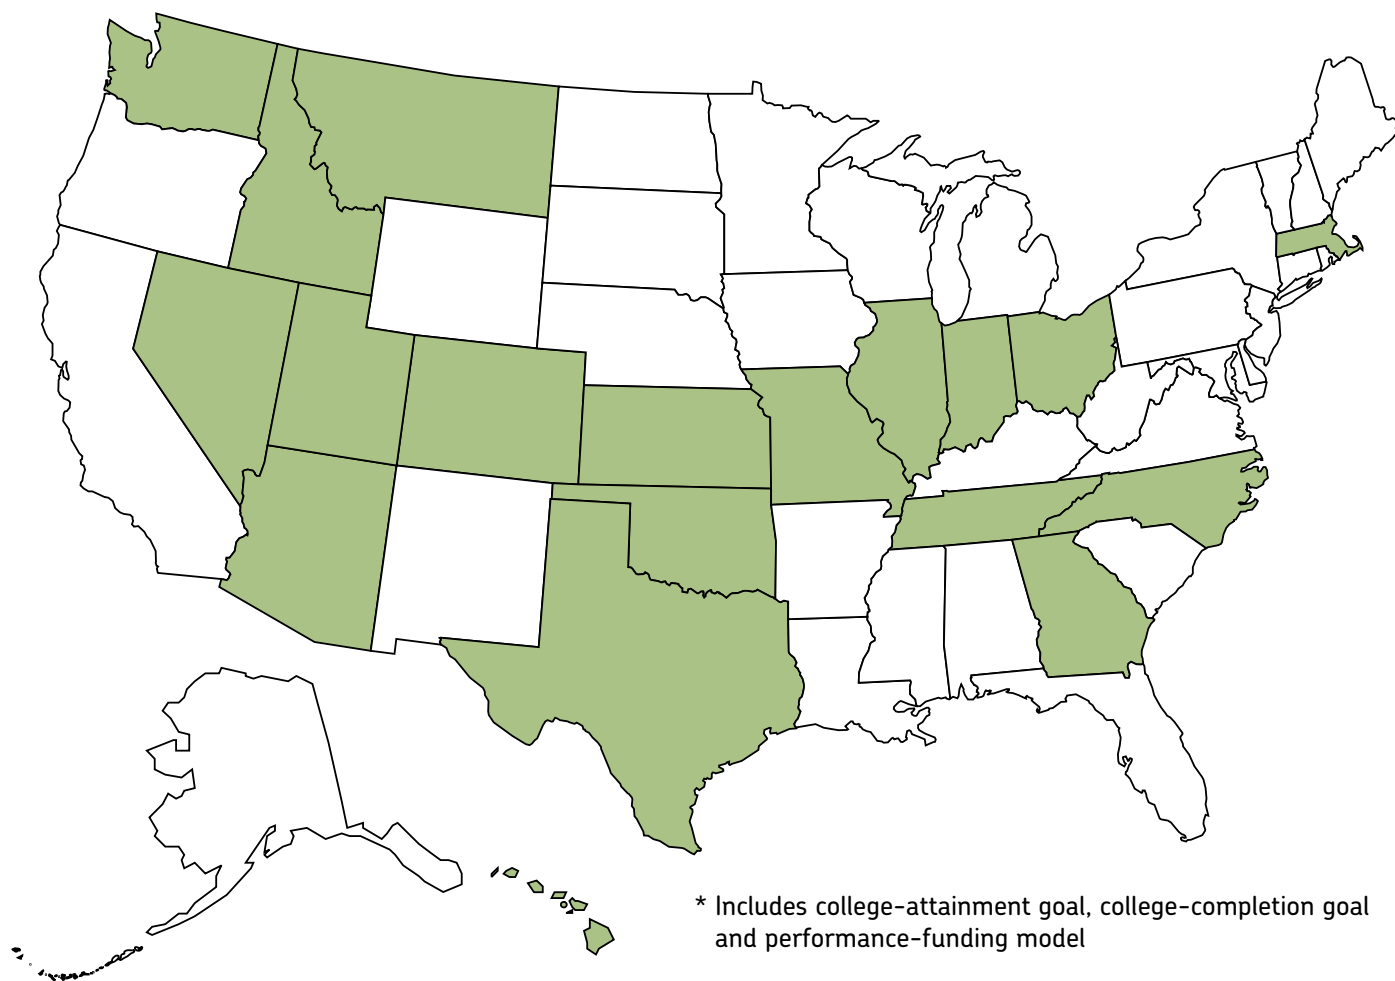 * Includes college-attainment goal, college-completion goal
and performance-funding model